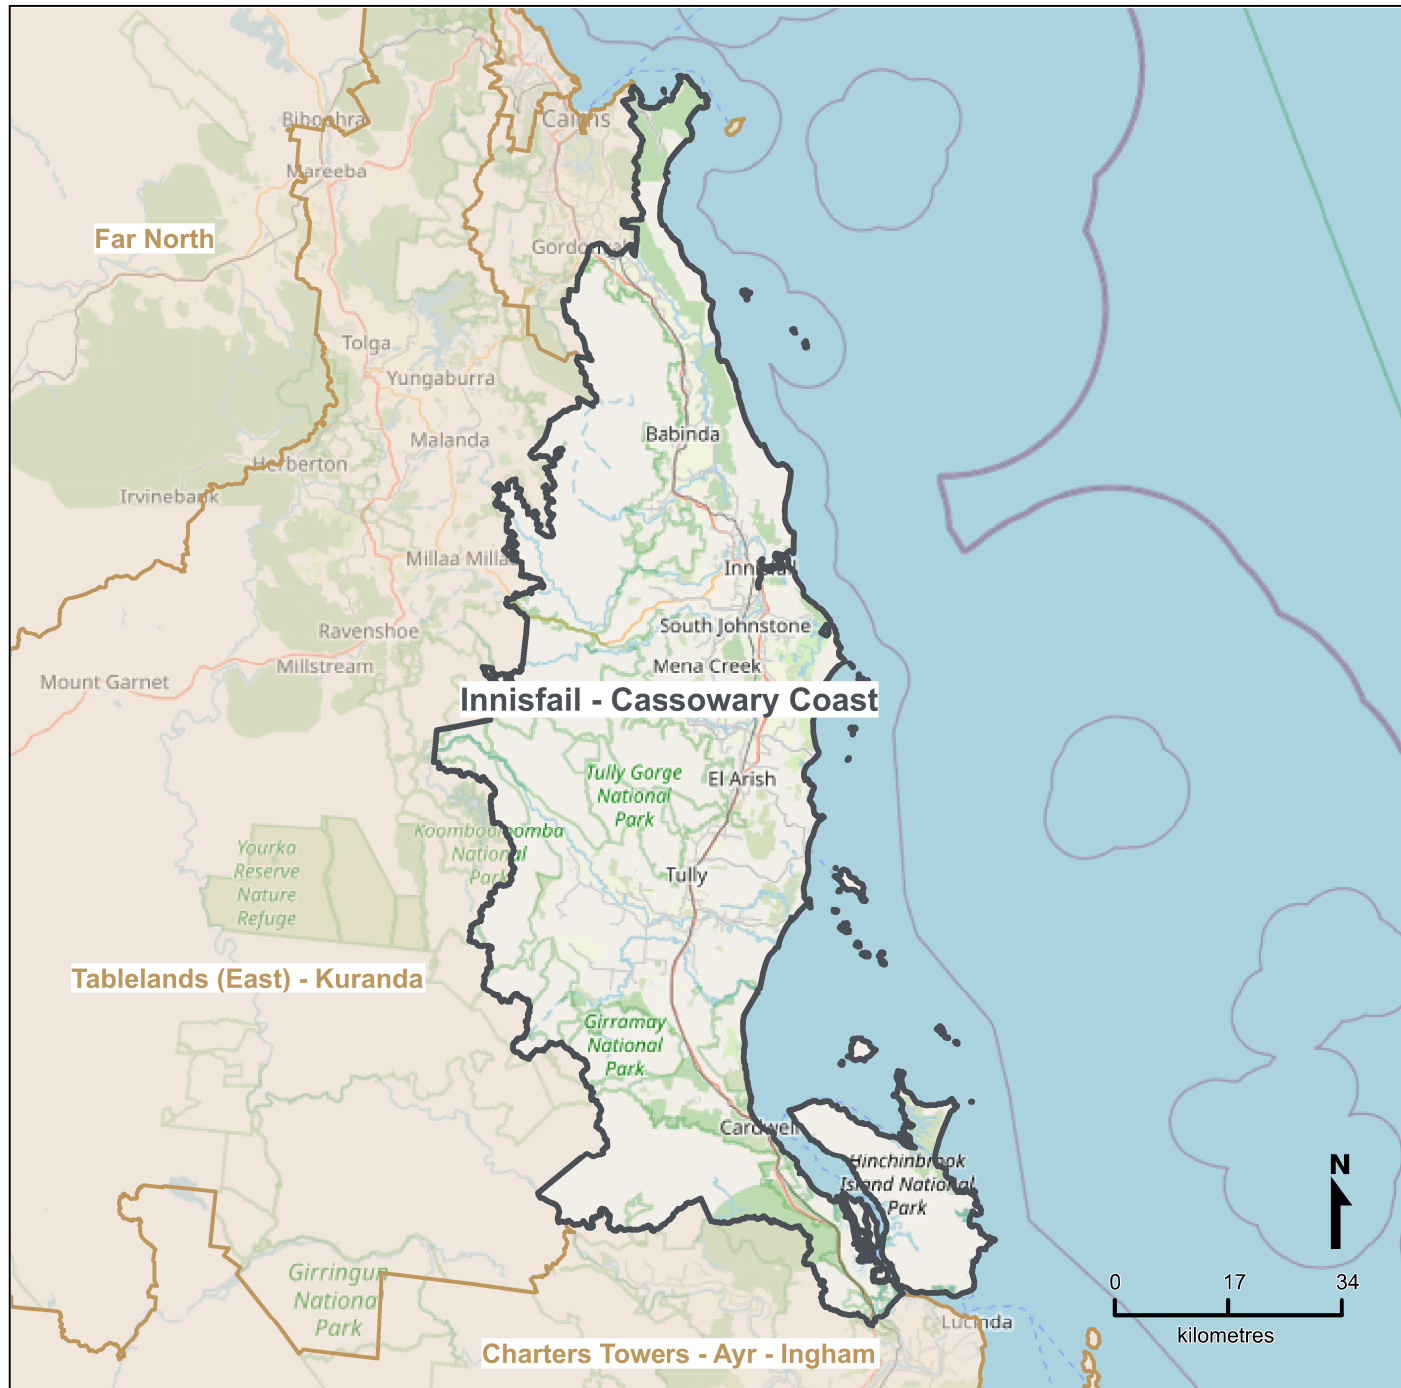 Cairns
Biboohra
Mareeba
Far North
Gordonvale
Tolga
Yungaburra
Babinda
Malanda
Herberton
Irvinebank
Millaa Millaa
Innisfail
South Johnstone
Ravenshoe
Millstream
Mena Creek
Mount Garnet
Innisfail - Cassowary Coast
Tully Gorge
National
Park
El Arish
Koombooloomba
National
Park
Yourka
Reserve
Nature
Refuge
Tully
Tablelands (East) - Kuranda
Girramay
National
Park
Cardwell
Hinchinbrook
Island National
Park
N
Girringun
National
Park
0 17 34
kilometres
Lucinda
Charters Towers - Ayr - Ingham